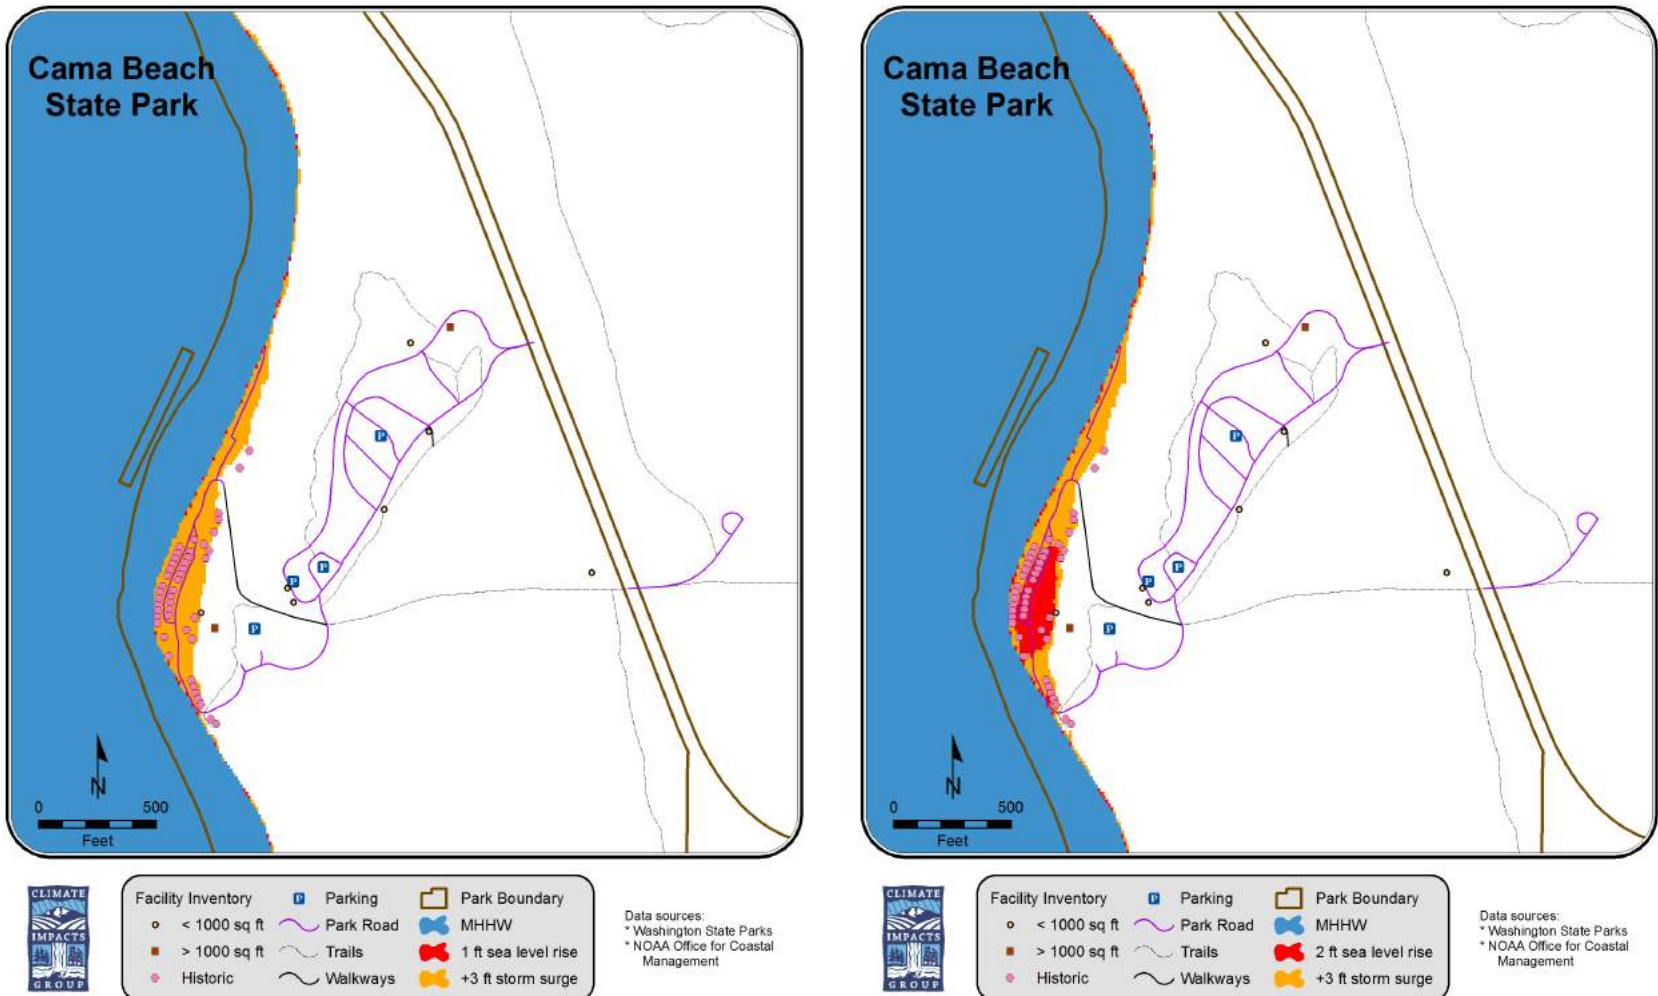 Cama Beach
State Park
P
P
P
P
N
0 500
Feet
CLIMATE
IMPACTS
GROUP
Facility Inventory
< 1000 sq ft
> 1000 sq ft
Historic
P Parking
Park Road
Trails
Walkways
Park Boundary
MHHW
1 ft sea level rise
+3 ft storm surge
Data sources:
* Washington State Parks
* NOAA Office for Coastal
Management
Cama Beach
State Park
P
P
P
P
N
0 500
Feet
CLIMATE
IMPACTS
GROUP
Facility Inventory
< 1000 sq ft
> 1000 sq ft
Historic
P Parking
Park Road
Trails
Walkways
Park Boundary
MHHW
2 ft sea level rise
+3 ft storm surge
Data sources:
* Washington State Parks
* NOAA Office for Coastal
Management